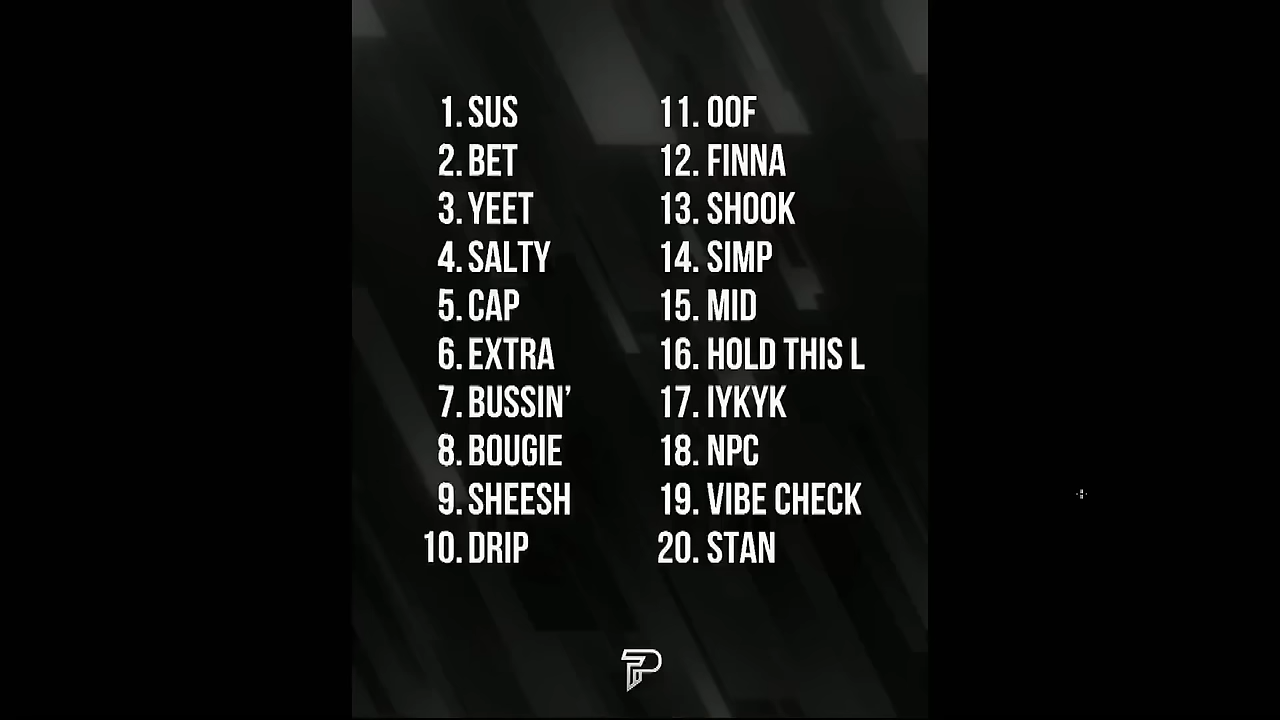 1. SUS
2. BET
3. YEET
4. SALTY
5. CAP
6. EXTRA
7. BUSSIN’
8. BOUGIE
9. SHEESH
10. DRIP
11. OOF
12. FINNA
13. SHOOK
14. SIMP
15. MID
16. HOLD THIS L
17. IYKYK
18. NPC
19. VIBE CHECK
20. STAN